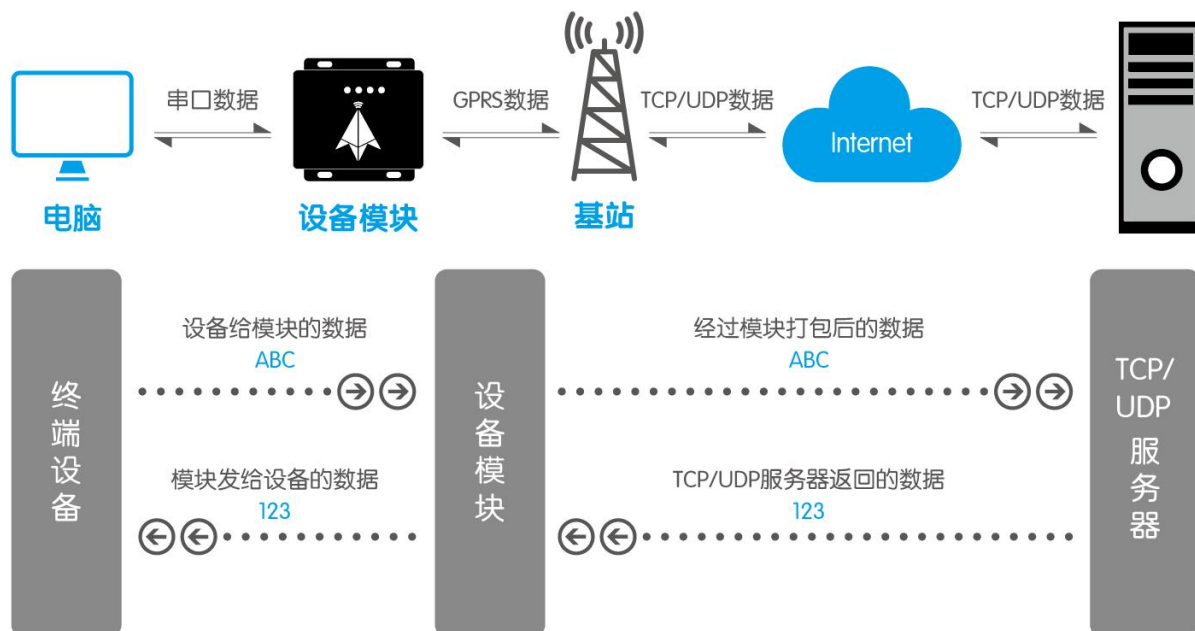 串口数据
GPRS数据
TCP/UDP数据
TCP/UDP数据
Internet
电脑
设备模块
基站
终端设备
设备给模块的数据
ABC
模块发给设备的数据
123
设备模块
经过模块打包后的数据
ABC
TCP/UDP服务器返回的数据
123
TCP/
UDP
服务器